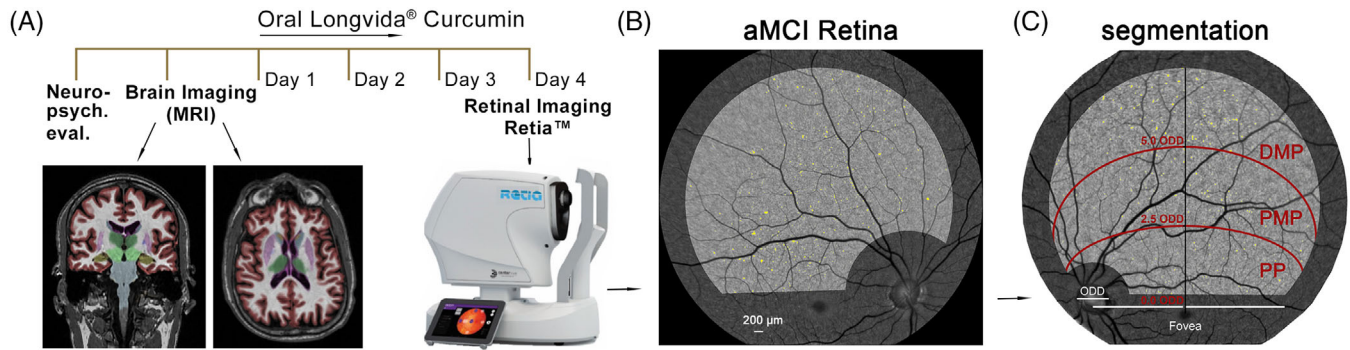 (A)
Oral Longvida® Curcumin
Day 1
Day 2
Day 3
Day 4
Neuro-
psych.
eval.
Brain Imaging
(MRI)
Retinal Imaging
Retia™
RETIA
(B)
aMCI Retina
200 µm
(C)
segmentation
5.0 ODD
DMP
2.5 ODD
PMP
PP
ODD
Fovea